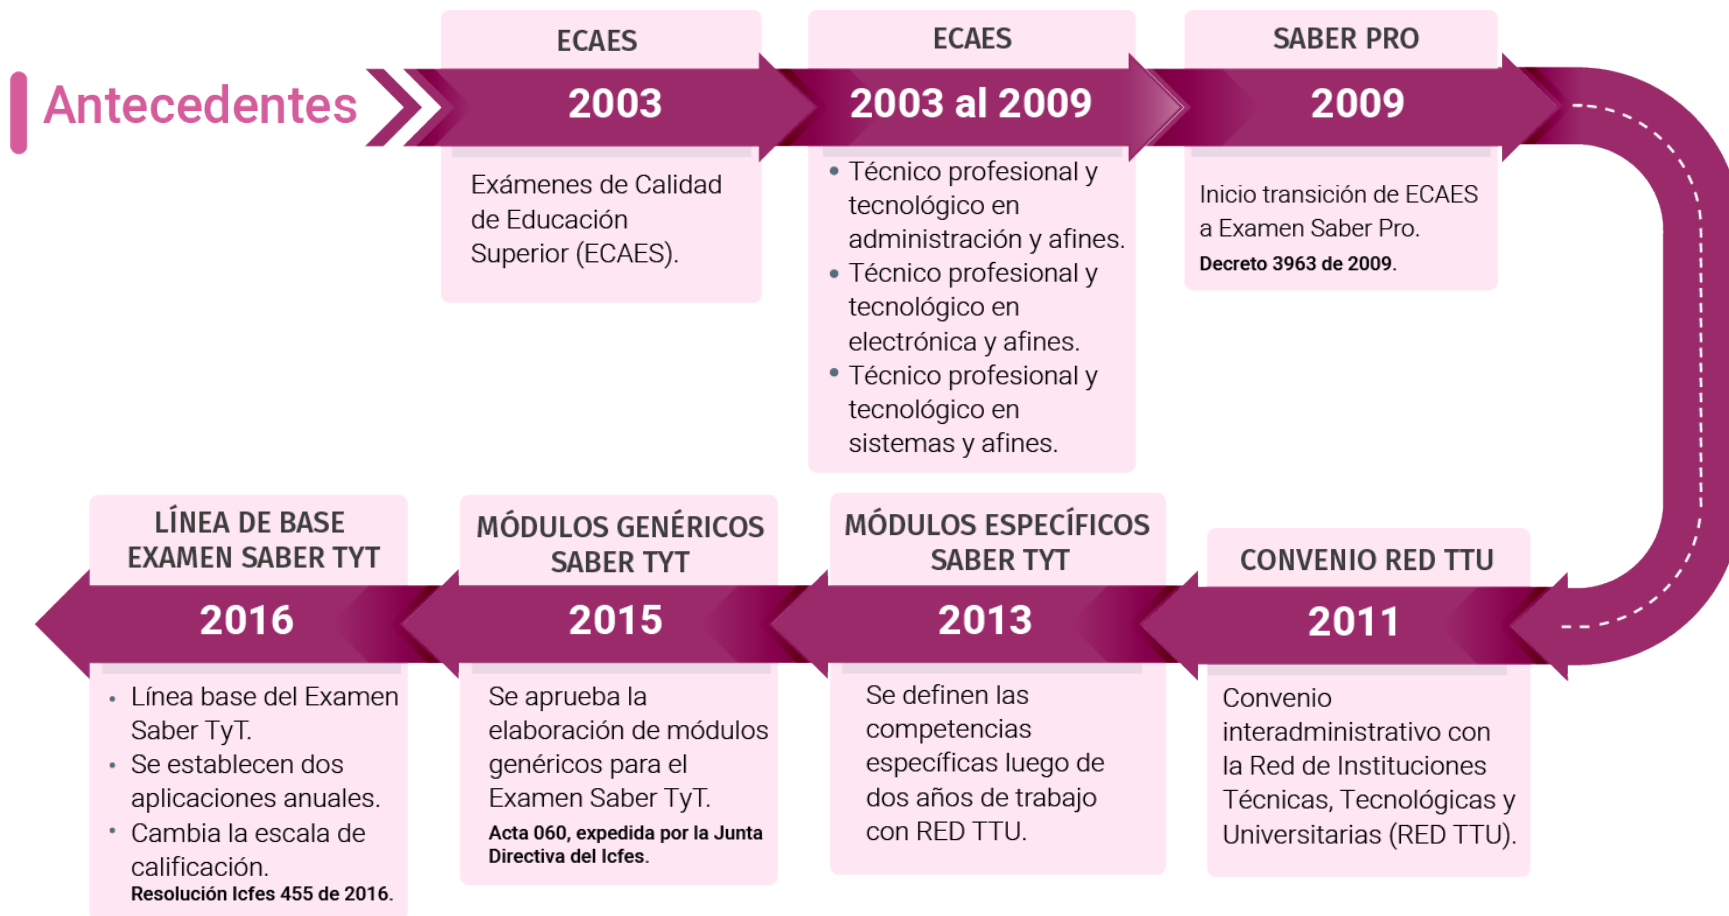 Antecedentes
ECAES
2003
Exámenes de Calidad
de Educación
Superior (ECAES).
ECAES
2003 al 2009
• Técnico profesional y
tecnológico en
administración y afines.
• Técnico profesional y
tecnológico en
electrónica y afines.
• Técnico profesional y
tecnológico en
sistemas y afines.
SABER PRO
2009
Inicio transición de ECAES
a Examen Saber Pro.
Decreto 3963 de 2009.
CONVENIO RED TTU
2011
Convenio
interadministrativo con
la Red de Instituciones
Técnicas, Tecnológicas y
Universitarias (RED TTU).
MÓDULOS ESPECÍFICOS
SABER TYT
2013
Se definen las
competencias
específicas luego de
dos años de trabajo
con RED TTU.
MÓDULOS GENÉRICOS
SABER TYT
2015
Se aprueba la
elaboración de módulos
genéricos para el
Examen Saber TyT.
Acta 060, expedida por la Junta
Directiva del Icfes.
LÍNEA DE BASE
EXAMEN SABER TYT
2016
• Línea base del Examen
Saber TyT.
• Se establecen dos
aplicaciones anuales.
• Cambia la escala de
calificación.
Resolución Icfes 455 de 2016.